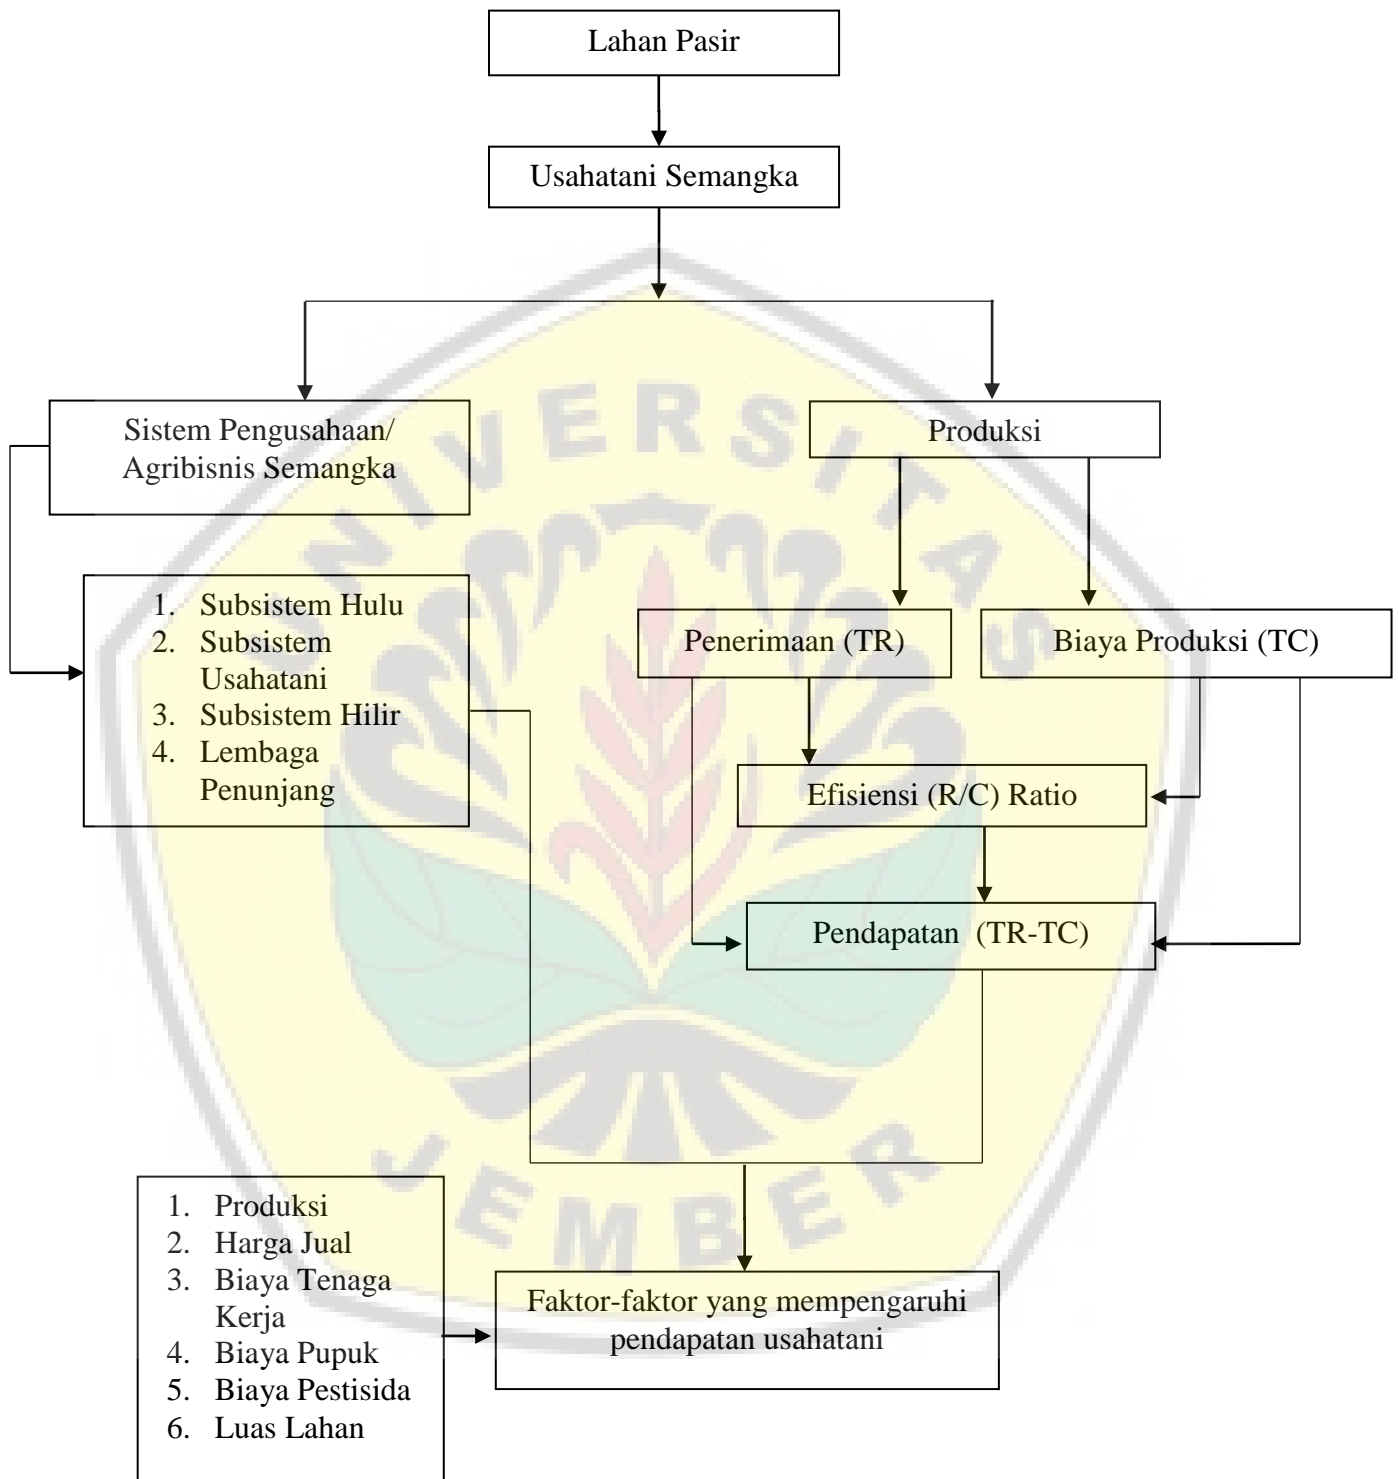 Lahan Pasir
Usahatani Semangka
UNIVERSITAS
Sistem Pengusahaan/
Agribisnis Semangka
Produksi
1. Subsistem Hulu
2. Subsistem
Usahatani
3. Subsistem Hilir
4. Lembaga
Penunjang
Penerimaan (TR)
Biaya Produksi (TC)
Efisiensi (R/C) Ratio
Pendapatan (TR-TC)
JEMBER
1. Produksi
2. Harga Jual
3. Biaya Tenaga
Kerja
4. Biaya Pupuk
5. Biaya Pestisida
6. Luas Lahan
Faktor-faktor yang mempengaruhi
pendapatan usahatani